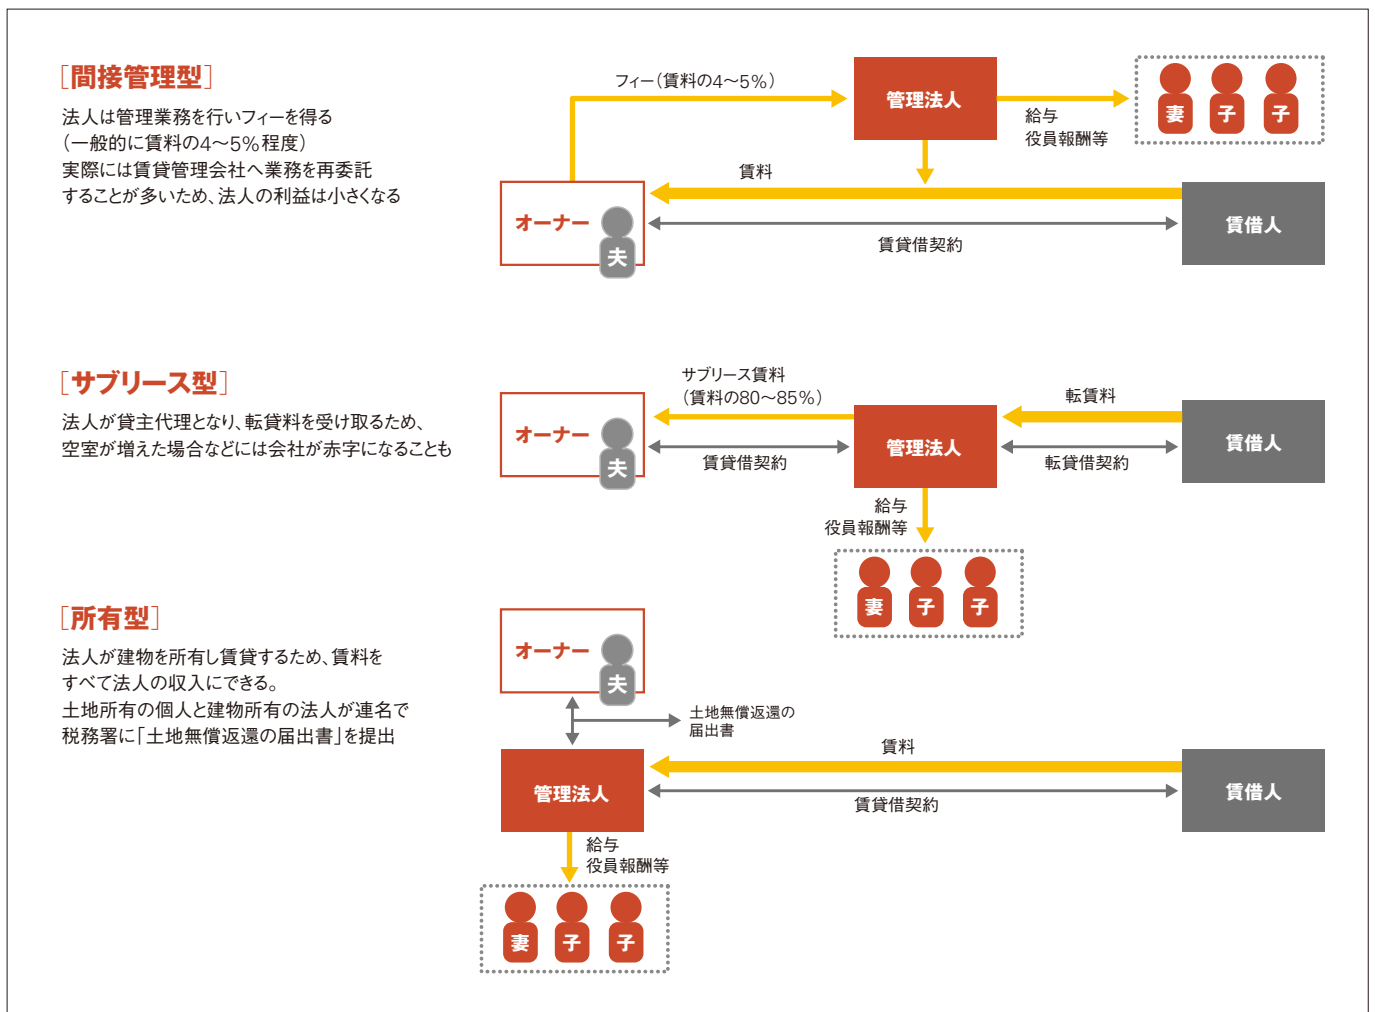 [間接管理型]
法人は管理業務を行いフィーを得る
(一般的に賃料の4〜5％程度)
実際には賃貸管理会社へ業務を再委託
することが多いため、法人の利益は小さくなる
フィー(賃料の4〜5％)
管理法人
給与
役員報酬等
妻 子 子
賃料
オーナー
夫
賃貸借契約
賃借人
[サブリース型]
法人が貸主代理となり、転貸料を受け取るため、
空室が増えた場合などには会社が赤字になることも
サブリース賃料
(賃料の80〜85％)
転賃料
オーナー
夫
賃貸借契約
管理法人
転貸借契約
賃借人
給与
役員報酬等
妻 子 子
[所有型]
法人が建物を所有し賃貸するため、賃料を
すべて法人の収入にできる。
土地所有の個人と建物所有の法人が連名で
税務署に「土地無償返還の届出書」を提出
オーナー
夫
土地無償返還の
届出書
管理法人
賃料
賃貸借契約
賃借人
給与
役員報酬等
妻 子 子